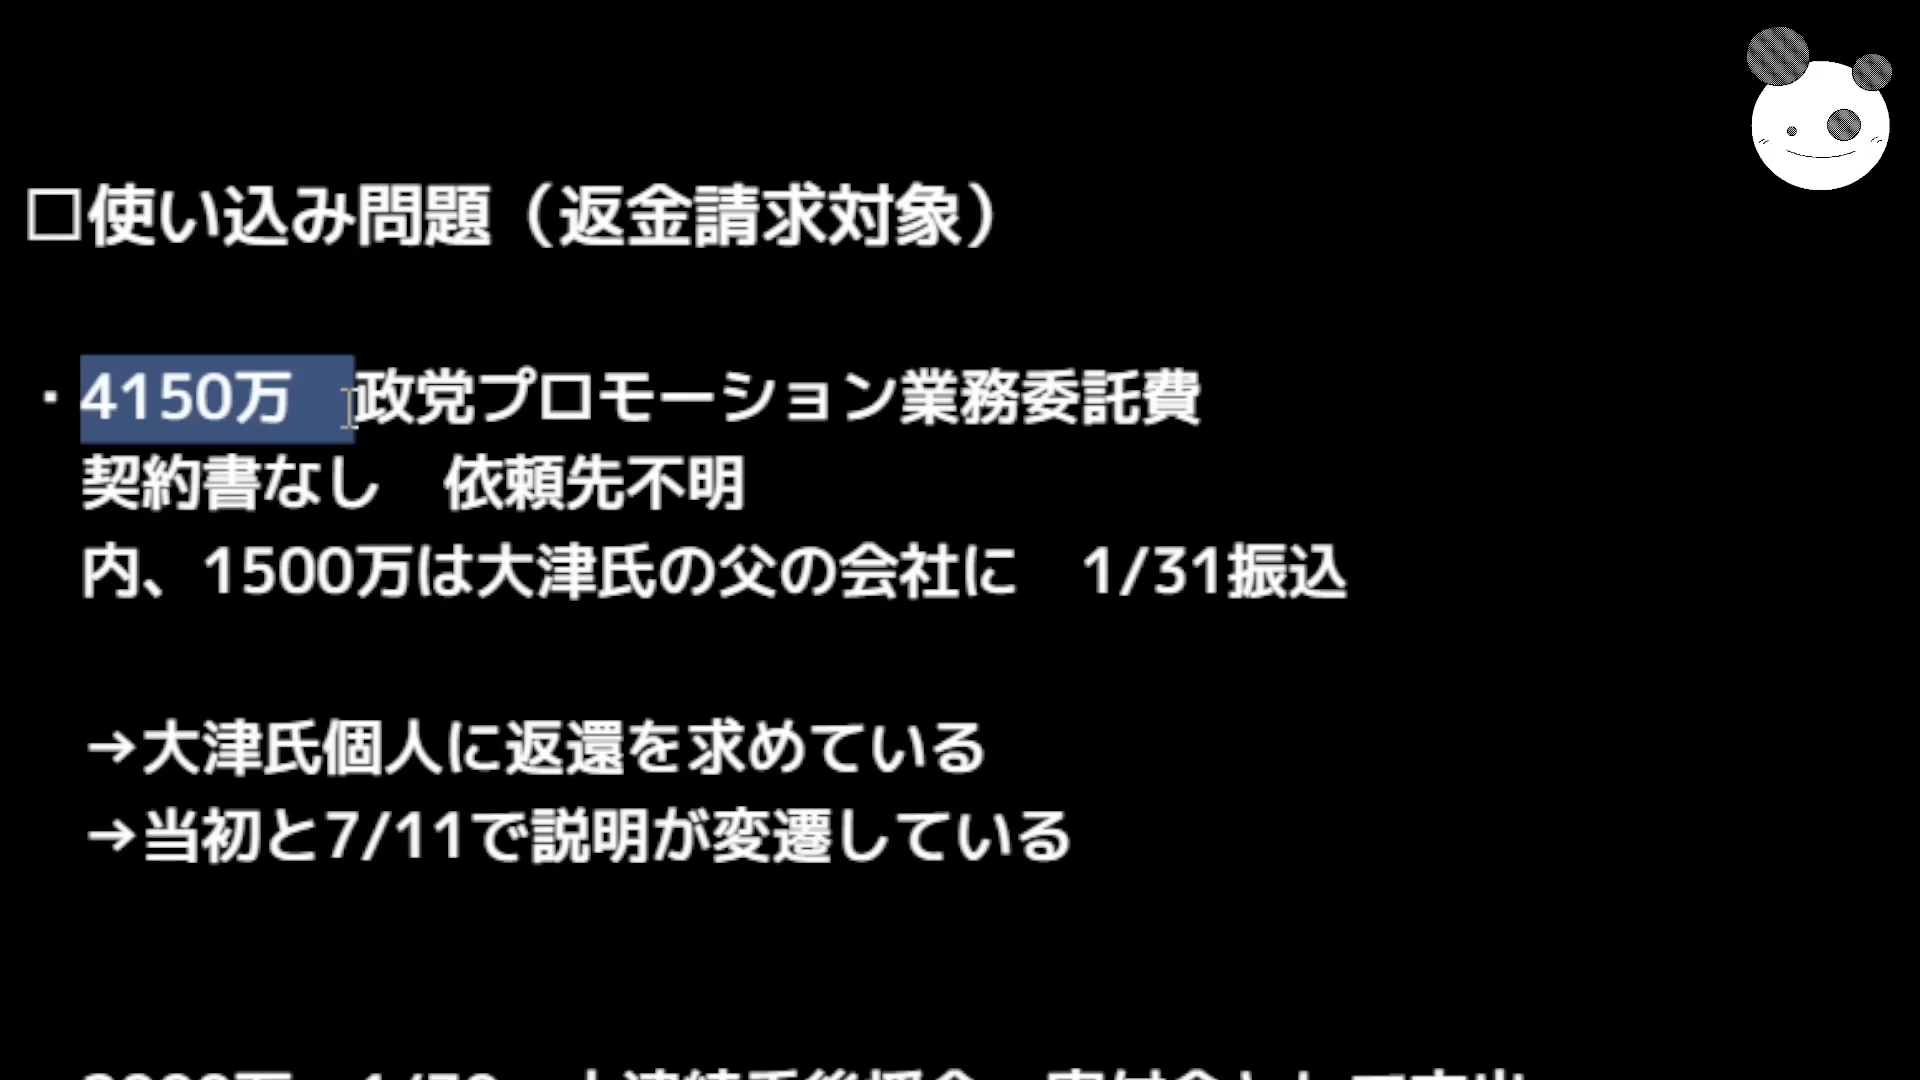 □使い込み問題（返金請求対象）
・4150万　政党プロモーション業務委託費
契約書なし　依頼先不明
内、1500万は大津氏の父の会社に　1/31振込
→大津氏個人に返還を求めている
→当初と7/11で説明が変遷している